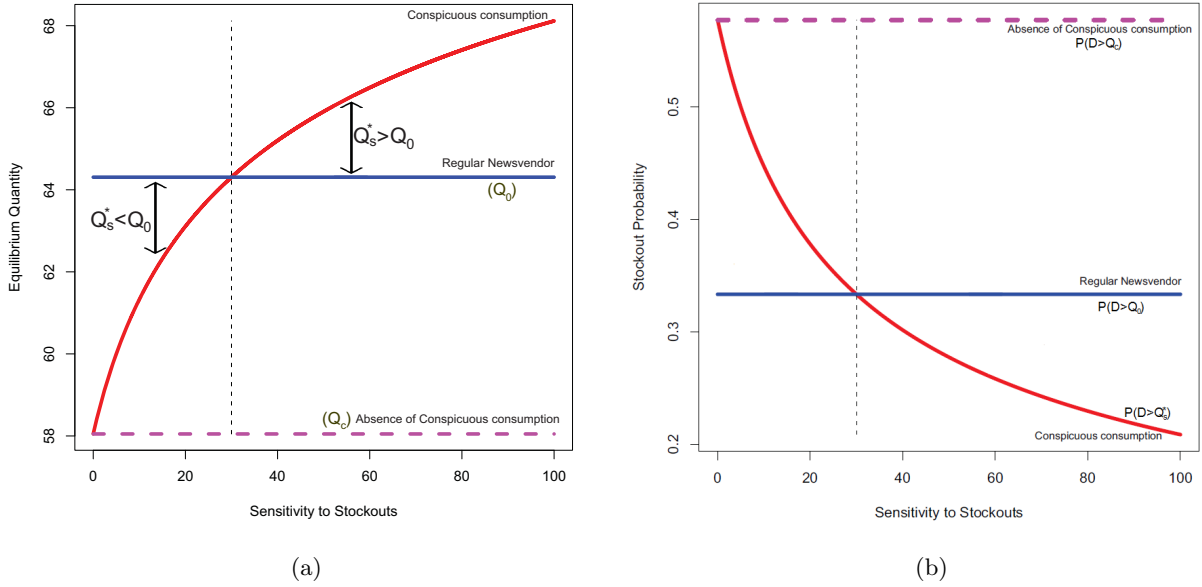 Conspicuous consumption
68
66
64
62
60
58
Equilibrium Quantity
Q*s>Q0
Regular Newsvendor
(Q0)
Q*s<Q0
(Qc) Absence of Conspicuous consumption
0 20 40 60 80 100
Sensitivity to Stockouts
(a)
Absence of Conspicuous consumption
P(D>Qc)
0.5
0.4
0.3
0.2
Stockout Probability
Regular Newsvendor
P(D>Q0)
P(D>Q*s)
Conspicuous consumption
0 20 40 60 80 100
Sensitivity to Stockouts
(b)